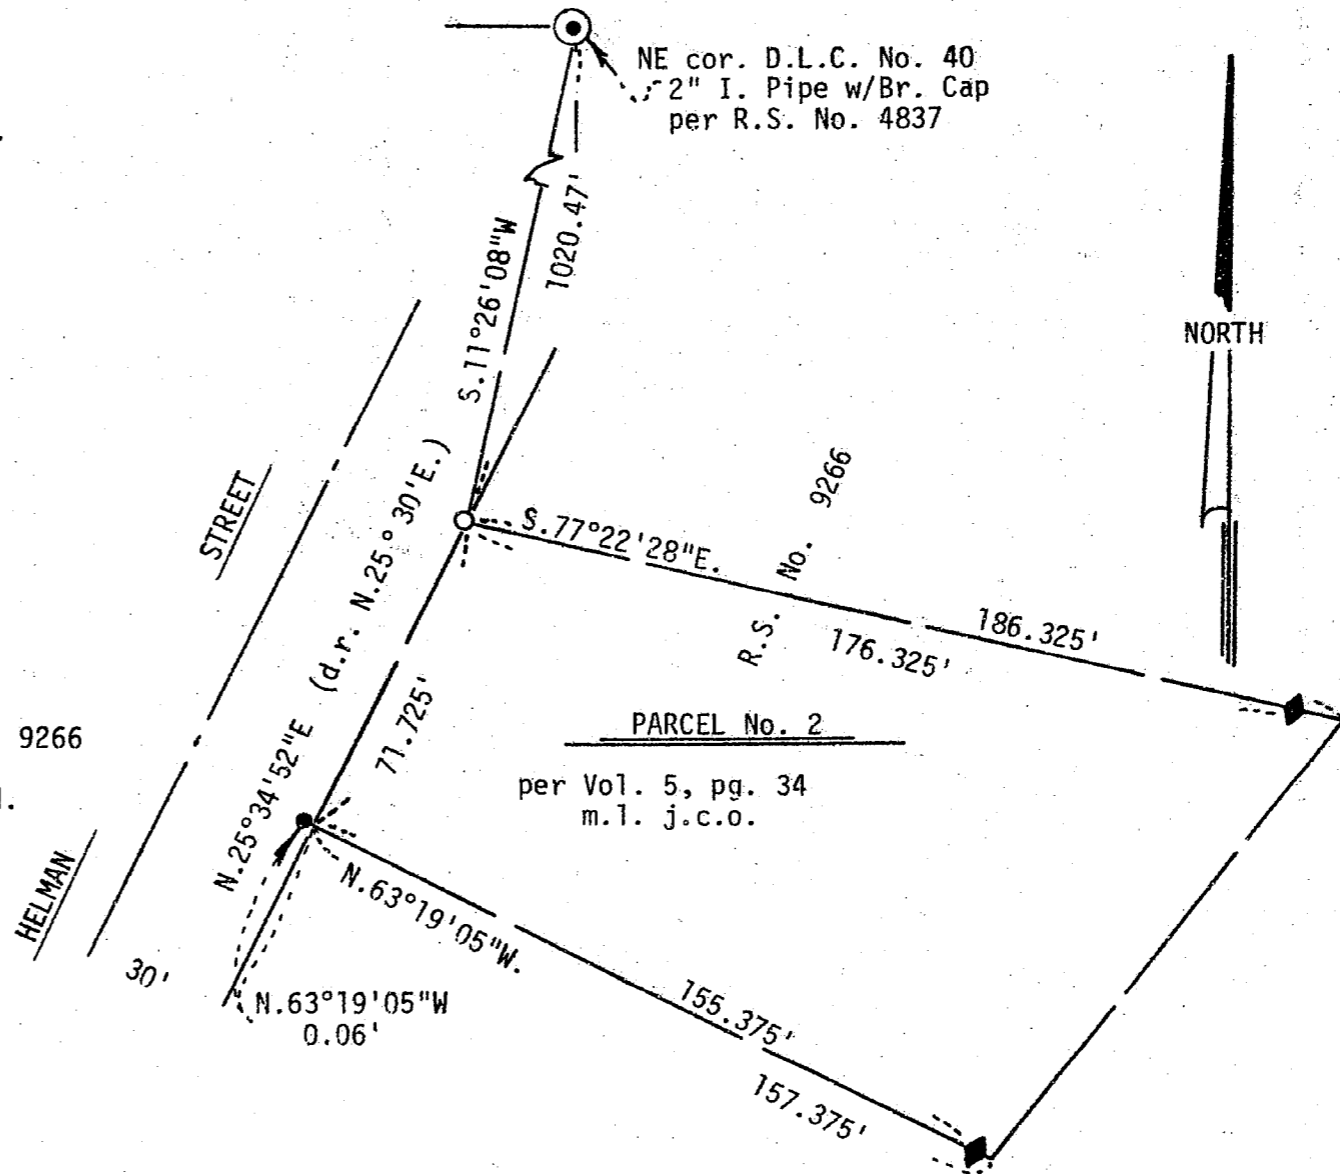 NE cor. D.L.C. No. 40
2" I. Pipe w/Br. Cap
per R.S. No. 4837
S.11°26'08"W
1020.47'
NORTH
STREET
N.25°34'52"E (d.r. N.25°30'E.)
S.77°22'28"E.
R.S. No. 9266
186.325'
176.325'
71.725'
9266
PARCEL No. 2
per Vol. 5, pg. 34
m.l. j.c.o.
HELMAN
30'
N.63°19'05"W.
N.63°19'05"W
0.06'
155.375'
157.375'